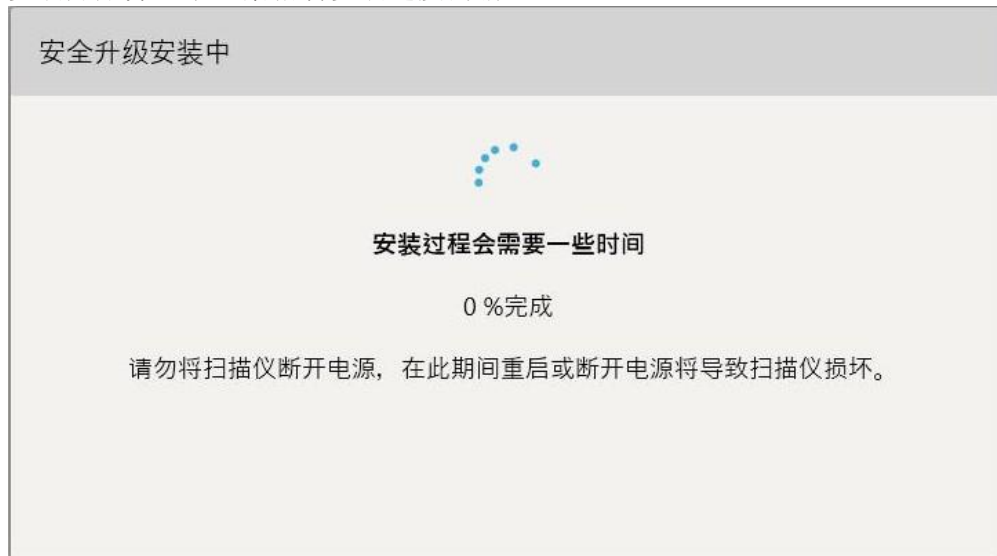 安全升级安装中
安装过程会需要一些时间
0 %完成
请勿将扫描仪断开电源，在此期间重启或断开电源将导致扫描仪损坏。